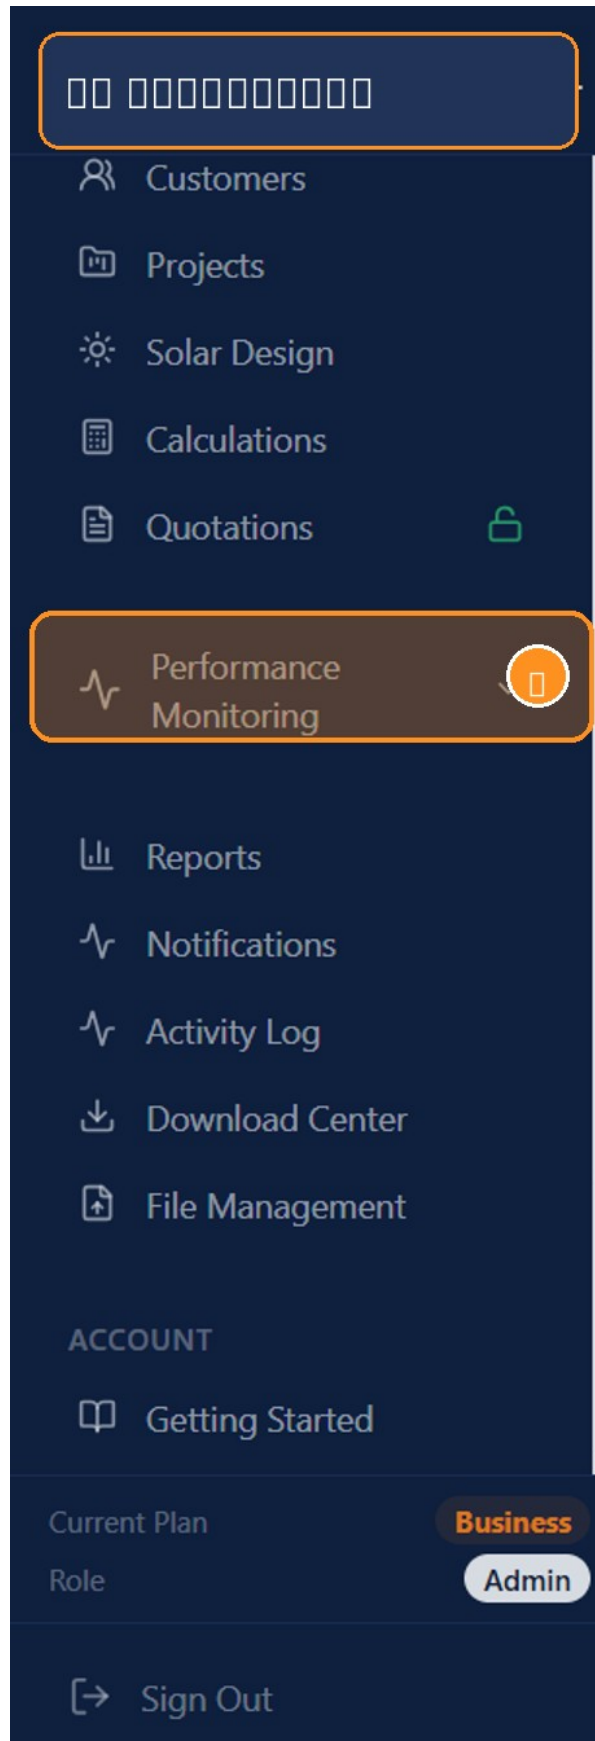 Customers
Projects
Solar Design
Calculations
Quotations
Performance
Monitoring
Reports
Notifications
Activity Log
Download Center
File Management
ACCOUNT
Getting Started
Current Plan Business
Role Admin
Sign Out